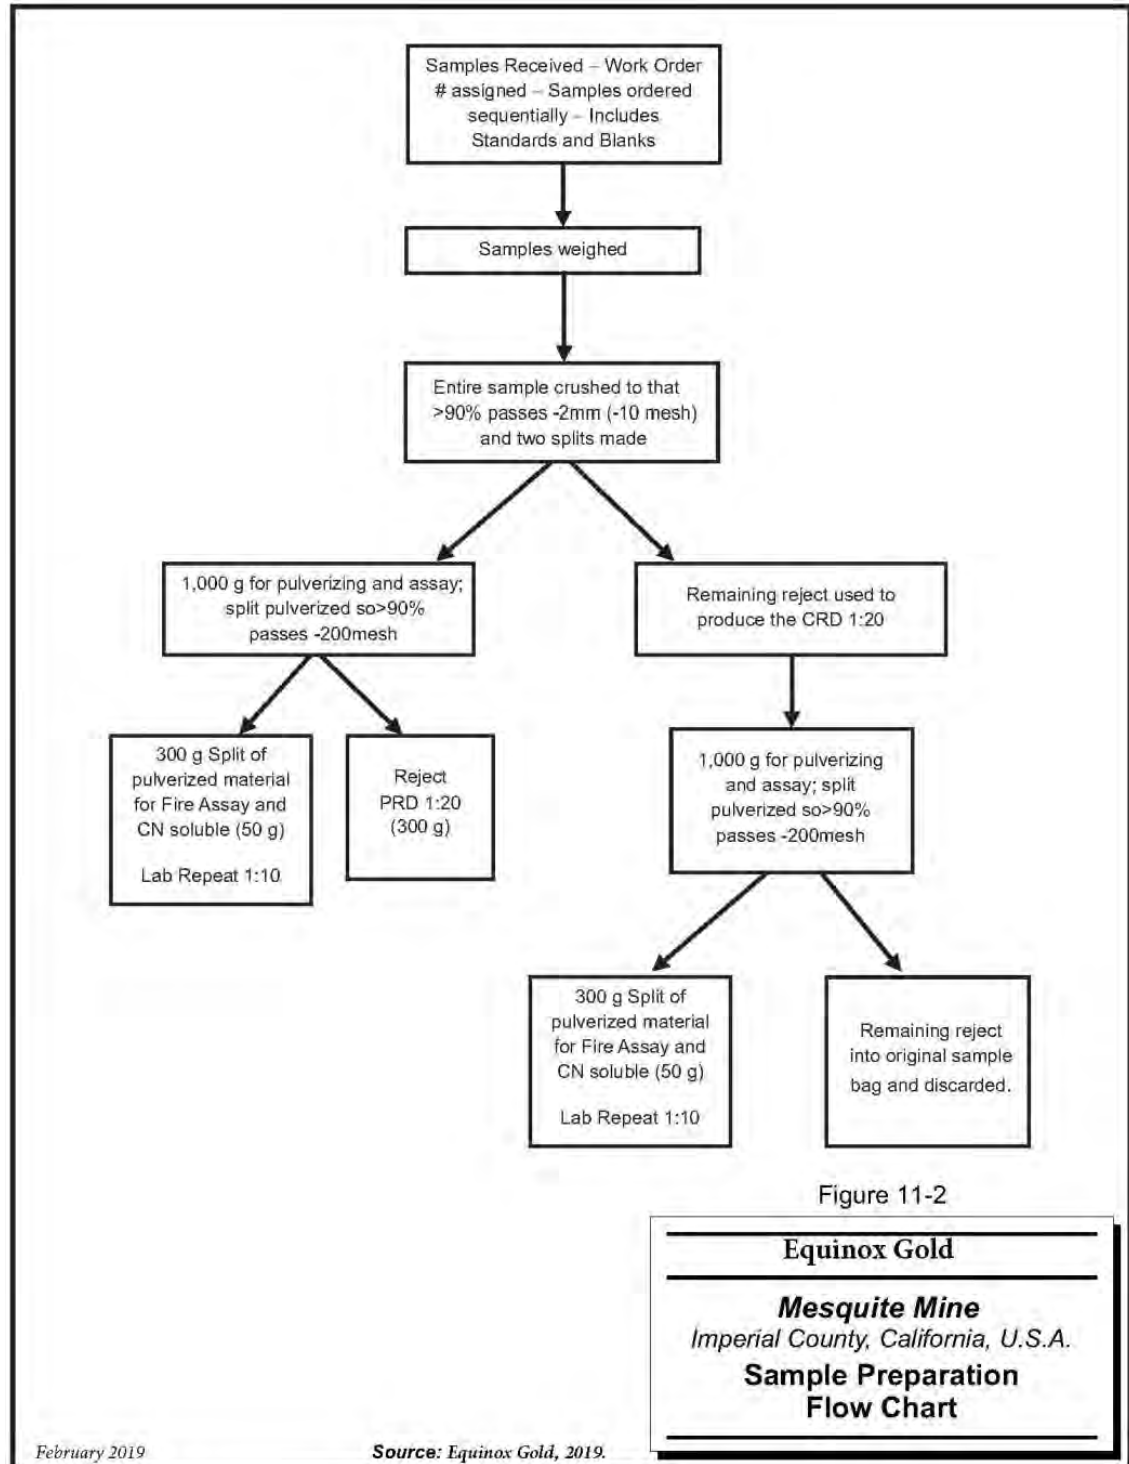 Samples Received – Work Order
# assigned – Samples ordered
sequentially – Includes
Standards and Blanks
Samples weighed
Entire sample crushed to that
>90% passes -2mm (-10 mesh)
and two splits made
1,000 g for pulverizing and assay;
split pulverized so>90%
passes -200mesh
Remaining reject used to
produce the CRD 1:20
300 g Split of
pulverized material
for Fire Assay and
CN soluble (50 g)
Lab Repeat 1:10
Reject
PRD 1:20
(300 g)
1,000 g for pulverizing
and assay; split
pulverized so>90%
passes -200mesh
300 g Split of
pulverized material
for Fire Assay and
CN soluble (50 g)
Lab Repeat 1:10
Remaining reject
into original sample
bag and discarded.
Figure 11-2
Equinox Gold
Mesquite Mine
Imperial County, California, U.S.A.
Sample Preparation
Flow Chart
February 2019
Source: Equinox Gold, 2019.